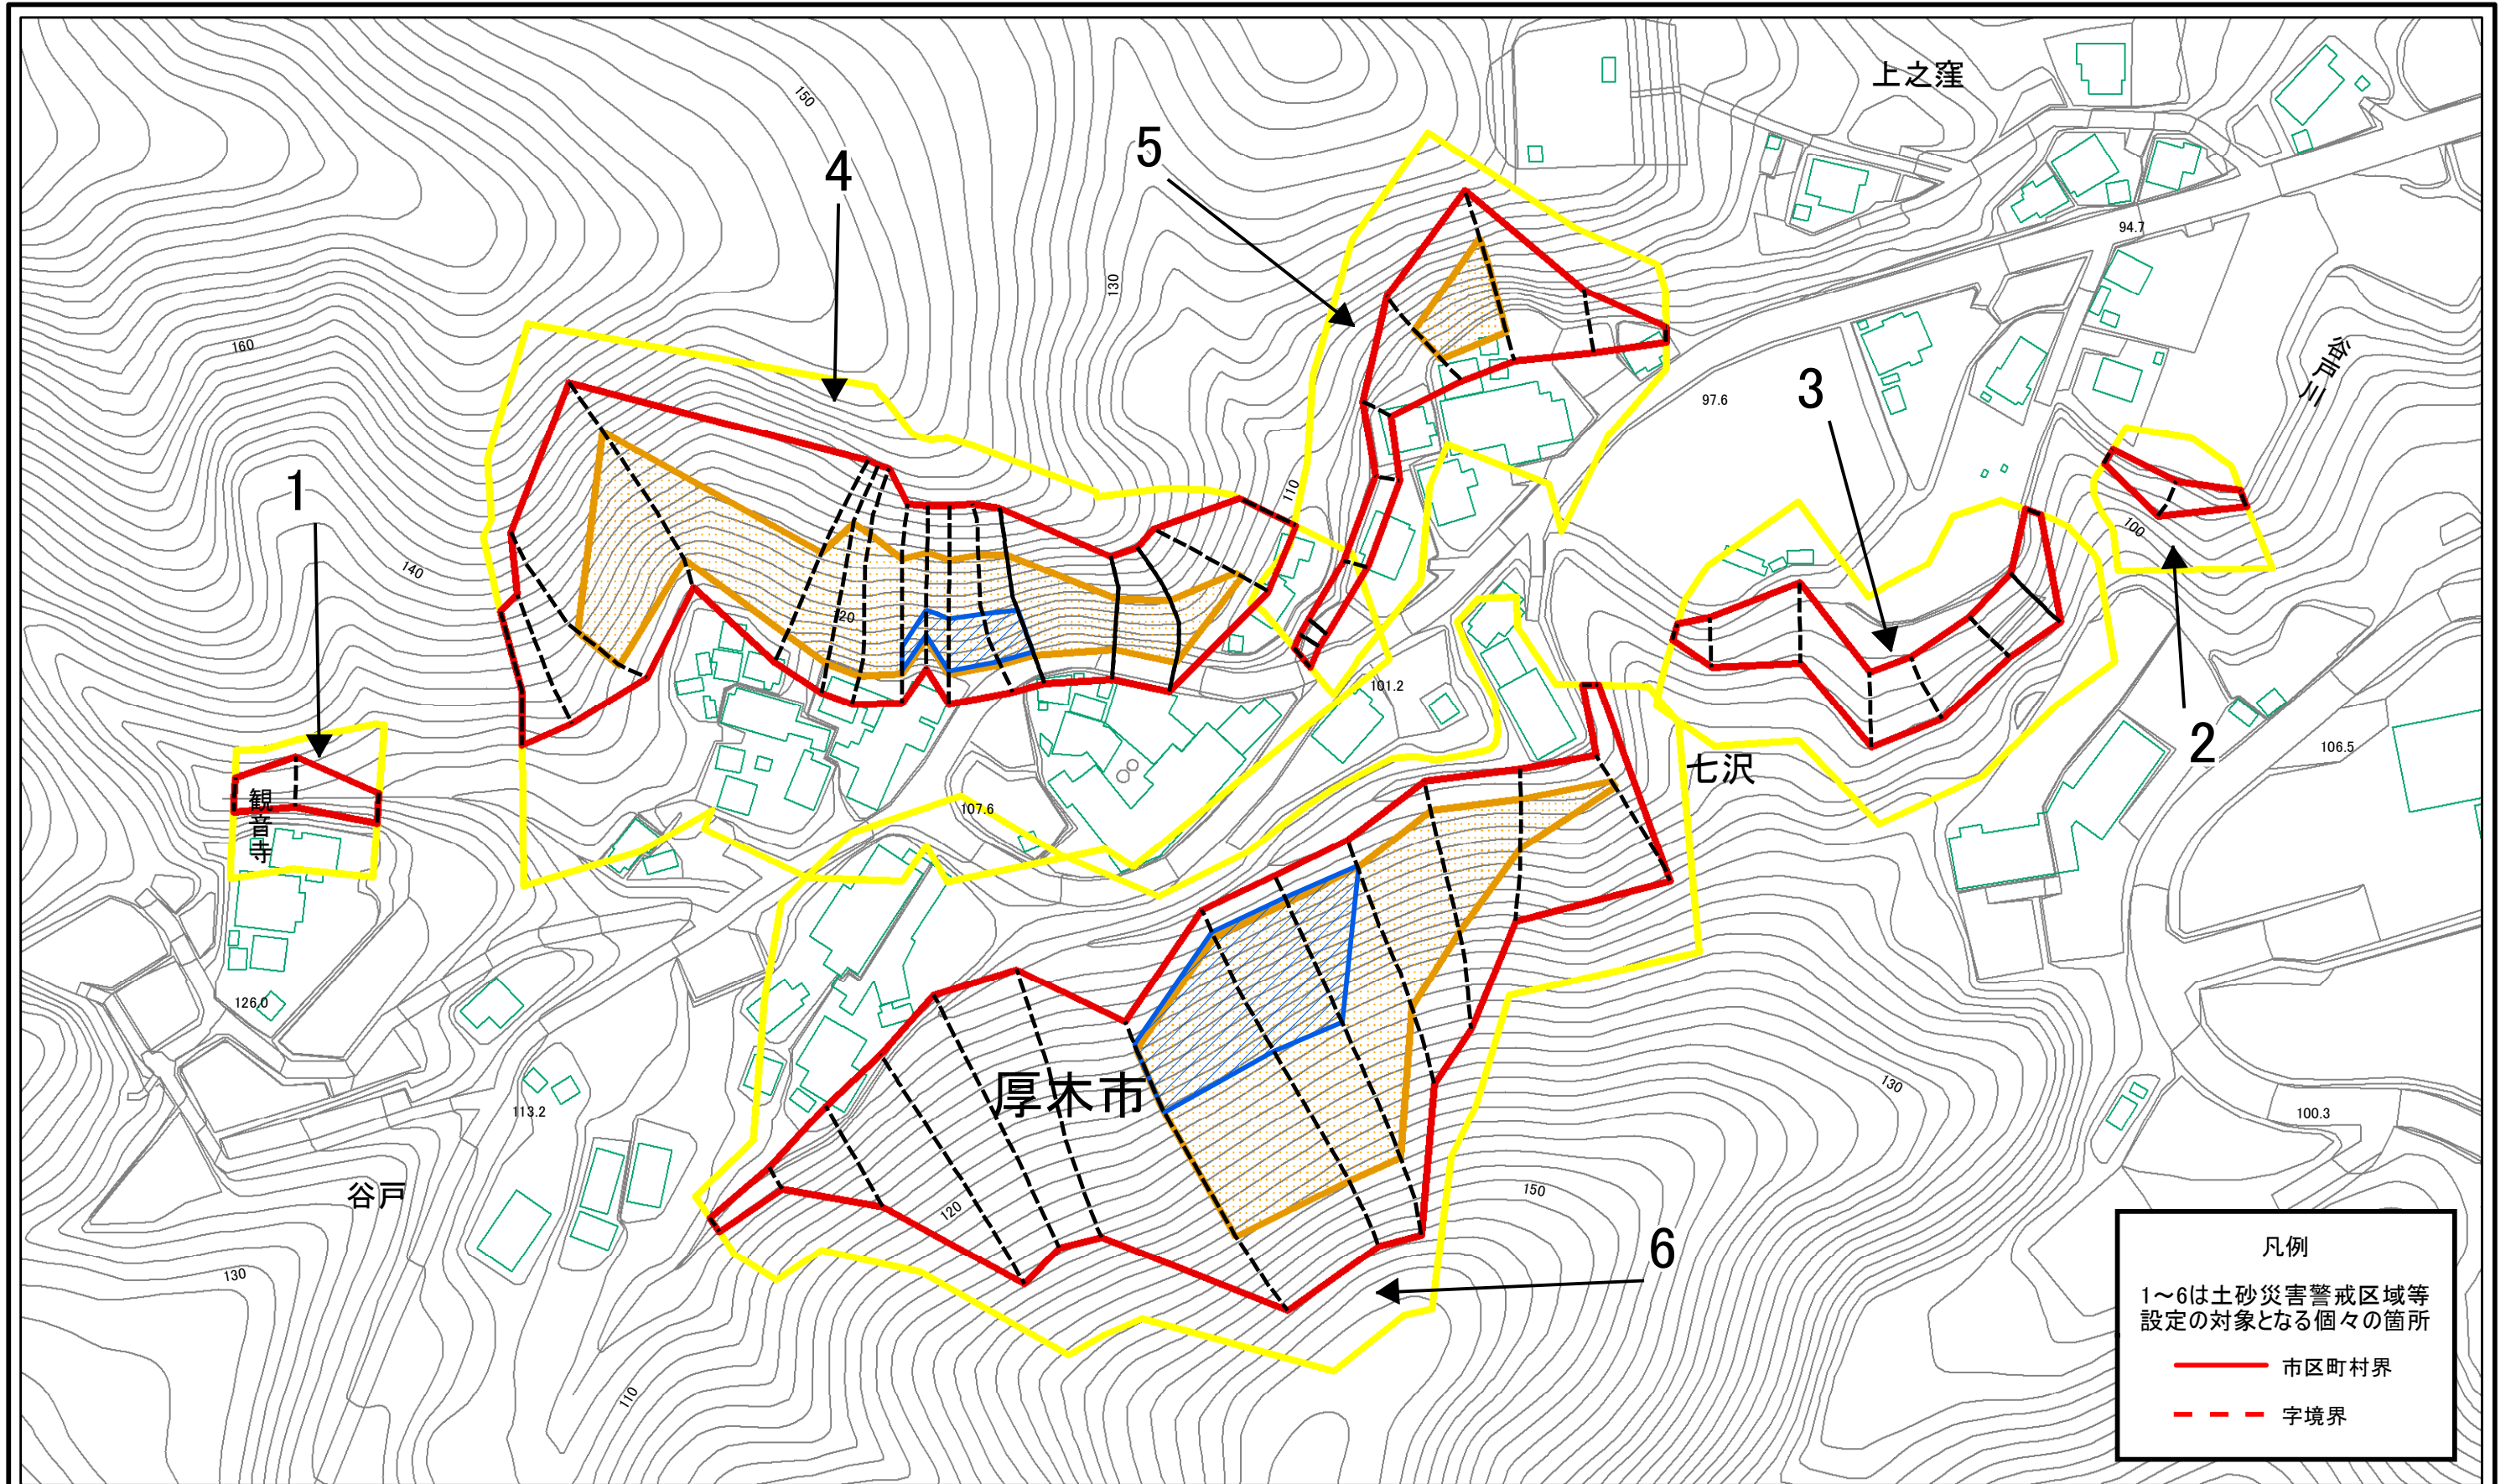 上之窪
150
5
4
94.7
130
160
谷戸川
97.6
3
1
110
100
140
120
101.2
2
106.5
七沢
観音寺
107.6
126.0
130
厚木市
113.2
100.3
谷戸
150
120
6
130
110
凡例
1～6は土砂災害警戒区域等
設定の対象となる個々の箇所
市区町村界
字境界